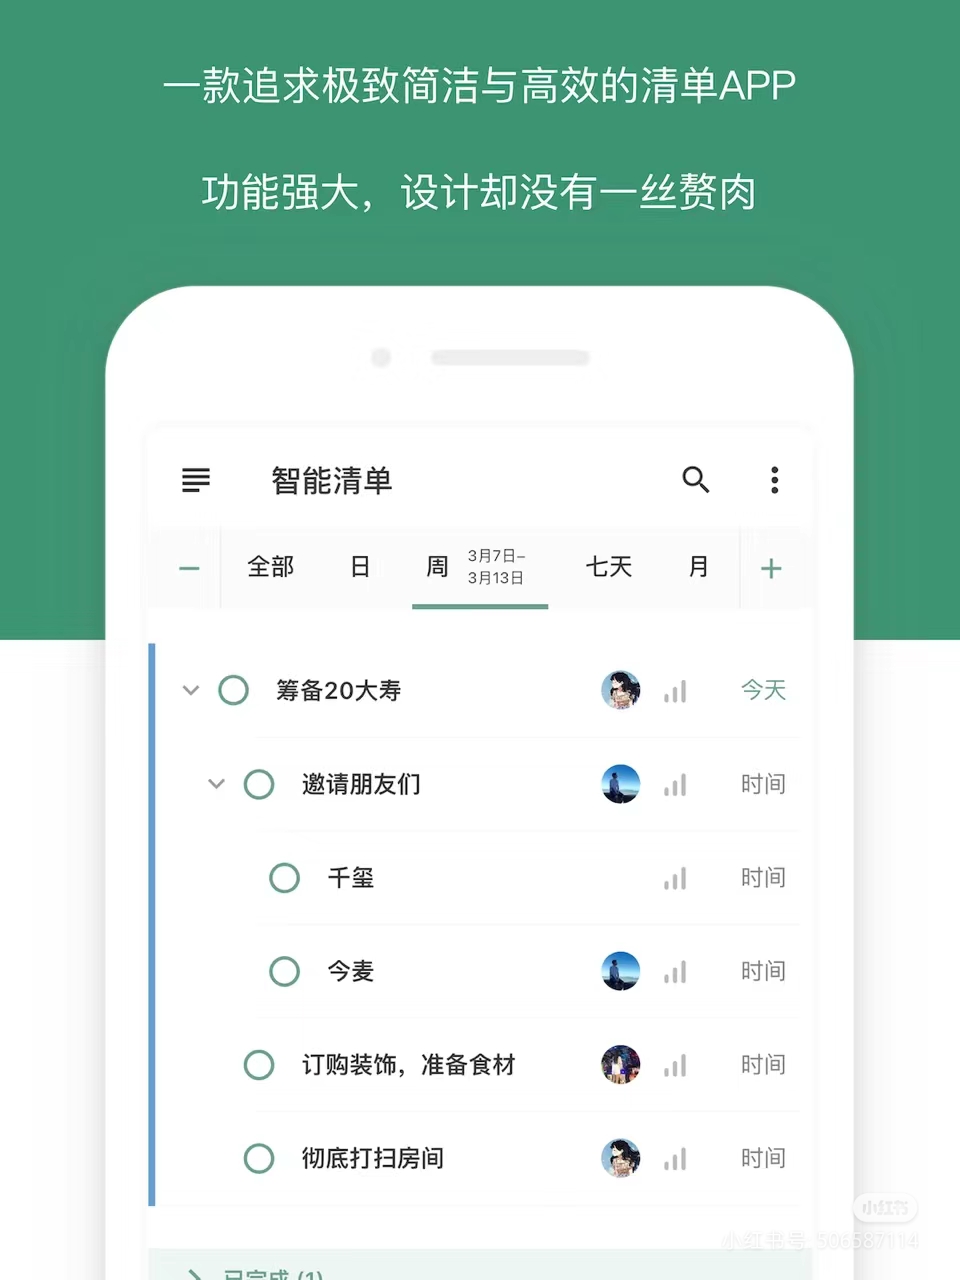 一款追求极致简洁与高效的清单APP
功能强大，设计却没有一丝赘肉
智能清单
全部 日 周 3月7日–
3月13日 七天 月
筹备20大寿 今天
邀请朋友们 时间
千玺 时间
今麦 时间
订购装饰，准备食材 时间
彻底打扫房间 时间
小红书
小红书号: 506587114
已完成 (1)